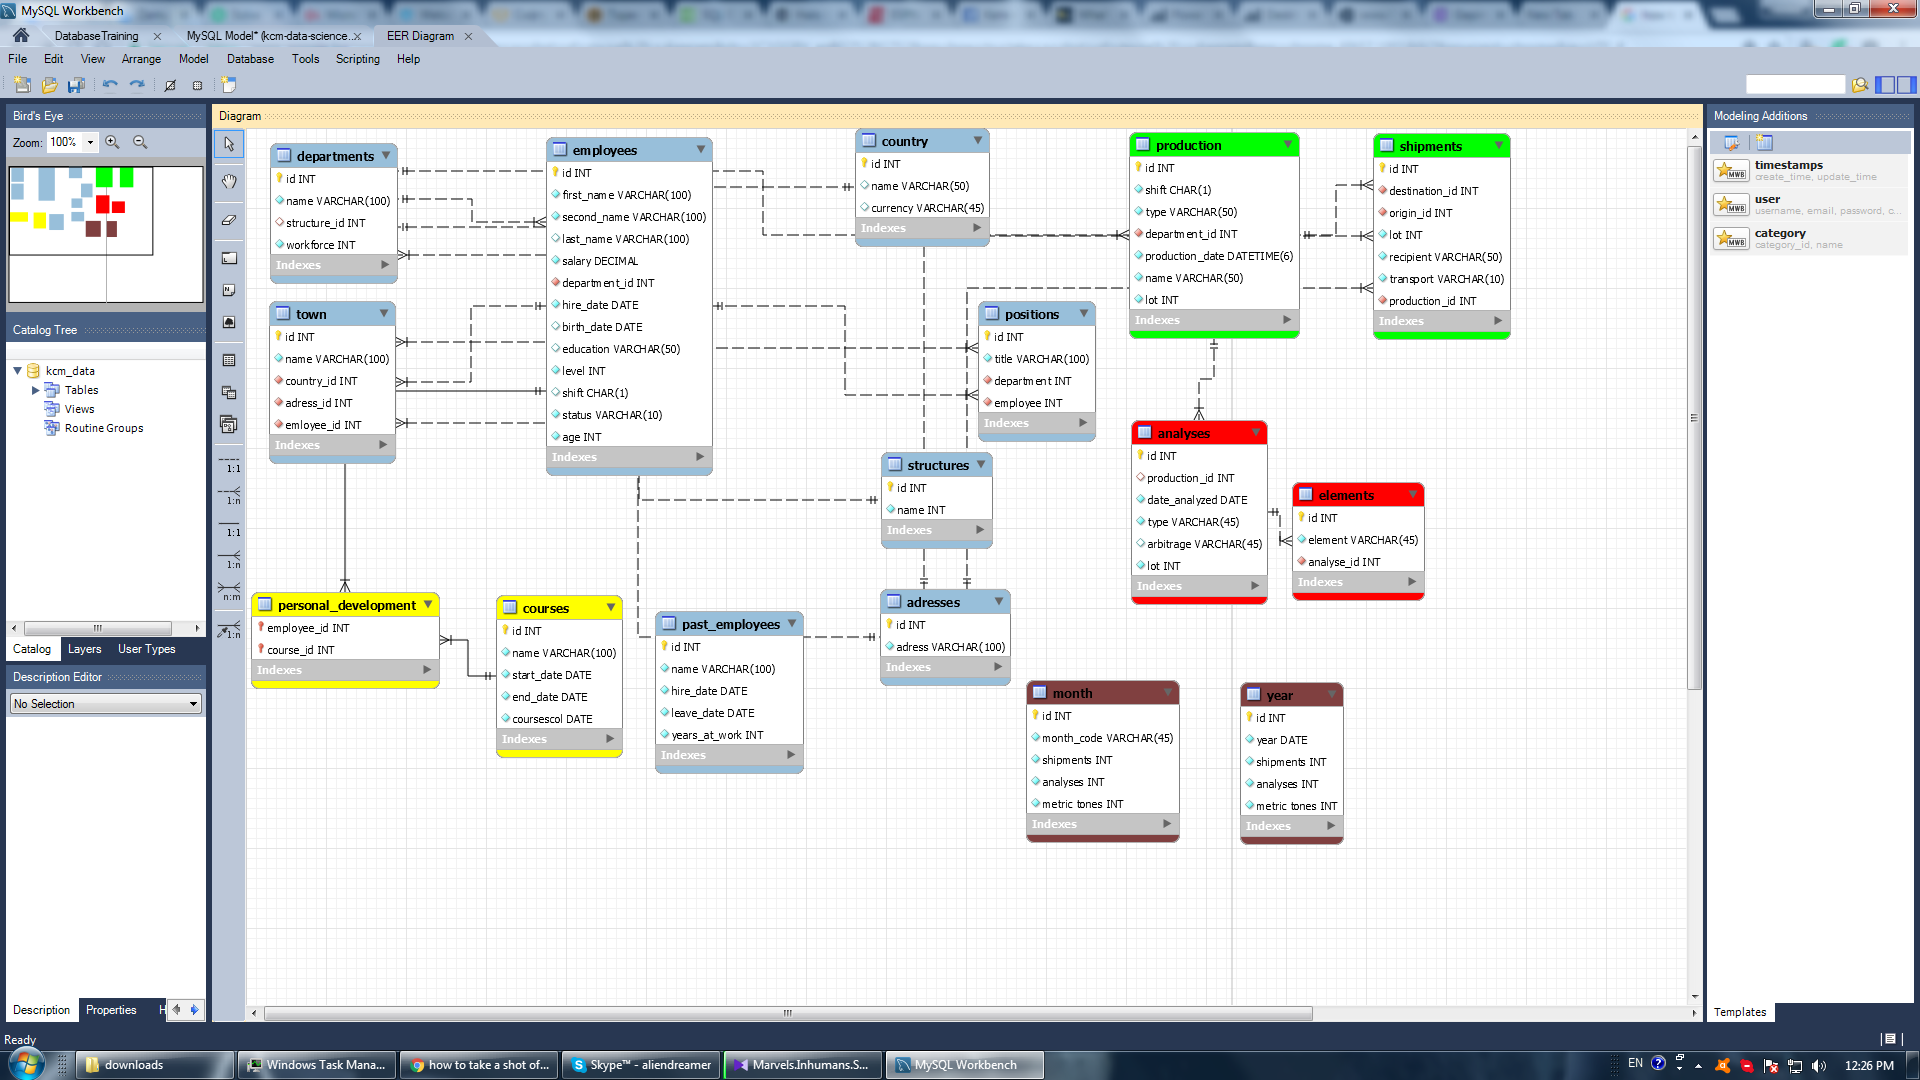 MySQL Workbench
DatabaseTraining
MySQL Model* (kcm-data-science...
EER Diagram
File Edit View Arrange Model Database Tools Scripting Help
Bird's Eye
Zoom: 100%
Catalog Tree
kcm_data
Tables
Views
Routine Groups
Catalog Layers User Types
Description Editor
No Selection
Description Properties H
Ready
Diagram
1:1
1:n
1:1
1:n
n:m
1:n
departments
id INT
name VARCHAR(100)
structure_id INT
workforce INT
Indexes
town
id INT
name VARCHAR(100)
country_id INT
adress_id INT
emloyee_id INT
Indexes
employees
id INT
first_name VARCHAR(100)
second_name VARCHAR(100)
last_name VARCHAR(100)
salary DECIMAL
department_id INT
hire_date DATE
birth_date DATE
education VARCHAR(50)
level INT
shift CHAR(1)
status VARCHAR(10)
age INT
Indexes
country
id INT
name VARCHAR(50)
currency VARCHAR(45)
Indexes
production
id INT
shift CHAR(1)
type VARCHAR(50)
department_id INT
production_date DATETIME(6)
name VARCHAR(50)
lot INT
Indexes
shipments
id INT
destination_id INT
origin_id INT
lot INT
recipient VARCHAR(50)
transport VARCHAR(10)
production_id INT
Indexes
positions
id INT
title VARCHAR(100)
department INT
employee INT
Indexes
structures
id INT
name INT
Indexes
analyses
id INT
production_id INT
date_analyzed DATE
type VARCHAR(45)
arbitrage VARCHAR(45)
lot INT
Indexes
elements
id INT
element VARCHAR(45)
analyse_id INT
Indexes
personal_development
employee_id INT
course_id INT
Indexes
courses
id INT
name VARCHAR(100)
start_date DATE
end_date DATE
coursescol DATE
Indexes
past_employees
id INT
name VARCHAR(100)
hire_date DATE
leave_date DATE
years_at_work INT
Indexes
adresses
id INT
adress VARCHAR(100)
Indexes
month
id INT
month_code VARCHAR(45)
shipments INT
analyses INT
metric tones INT
Indexes
year
id INT
year DATE
shipments INT
analyses INT
metric tones INT
Indexes
Modeling Additions
MWB
timestamps
create_time, update_time
MWB
user
username, email, password, c...
MWB
category
category_id, name
Templates
downloads
Windows Task Mana...
how to take a shot of...
Skype™ - aliendreamer
Marvels.Inhumans.S...
MySQL Workbench
EN
12:26 PM